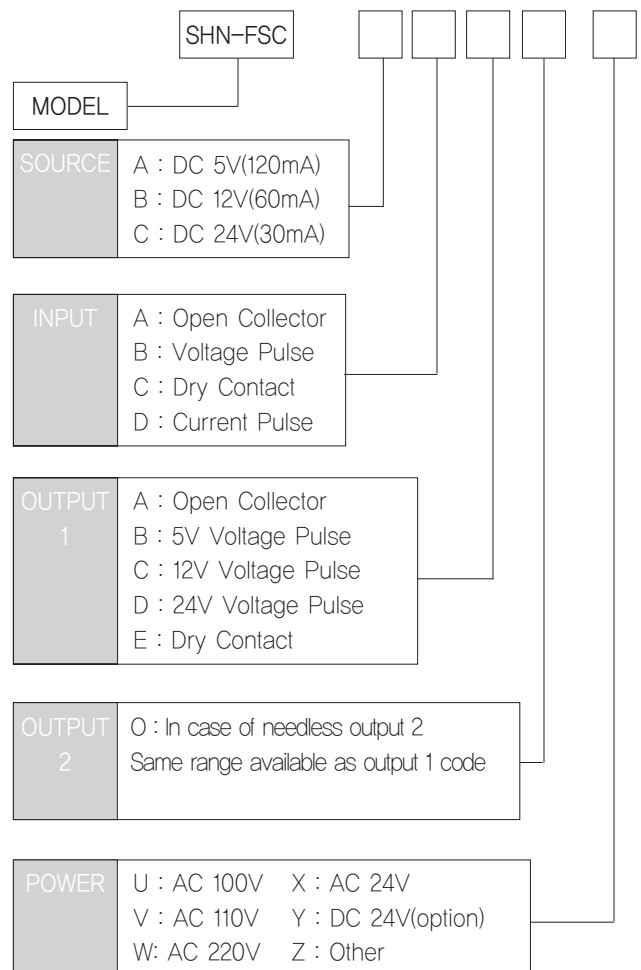 SHN-FSC
MODEL
SOURCE
A : DC 5V(120mA)
B : DC 12V(60mA)
C : DC 24V(30mA)
INPUT
A : Open Collector
B : Voltage Pulse
C : Dry Contact
D : Current Pulse
OUTPUT
1
A : Open Collector
B : 5V Voltage Pulse
C : 12V Voltage Pulse
D : 24V Voltage Pulse
E : Dry Contact
OUTPUT
2
O : In case of needless output 2
Same range available as output 1 code
POWER
U : AC 100V X : AC 24V
V : AC 110V Y : DC 24V(option)
W: AC 220V Z : Other